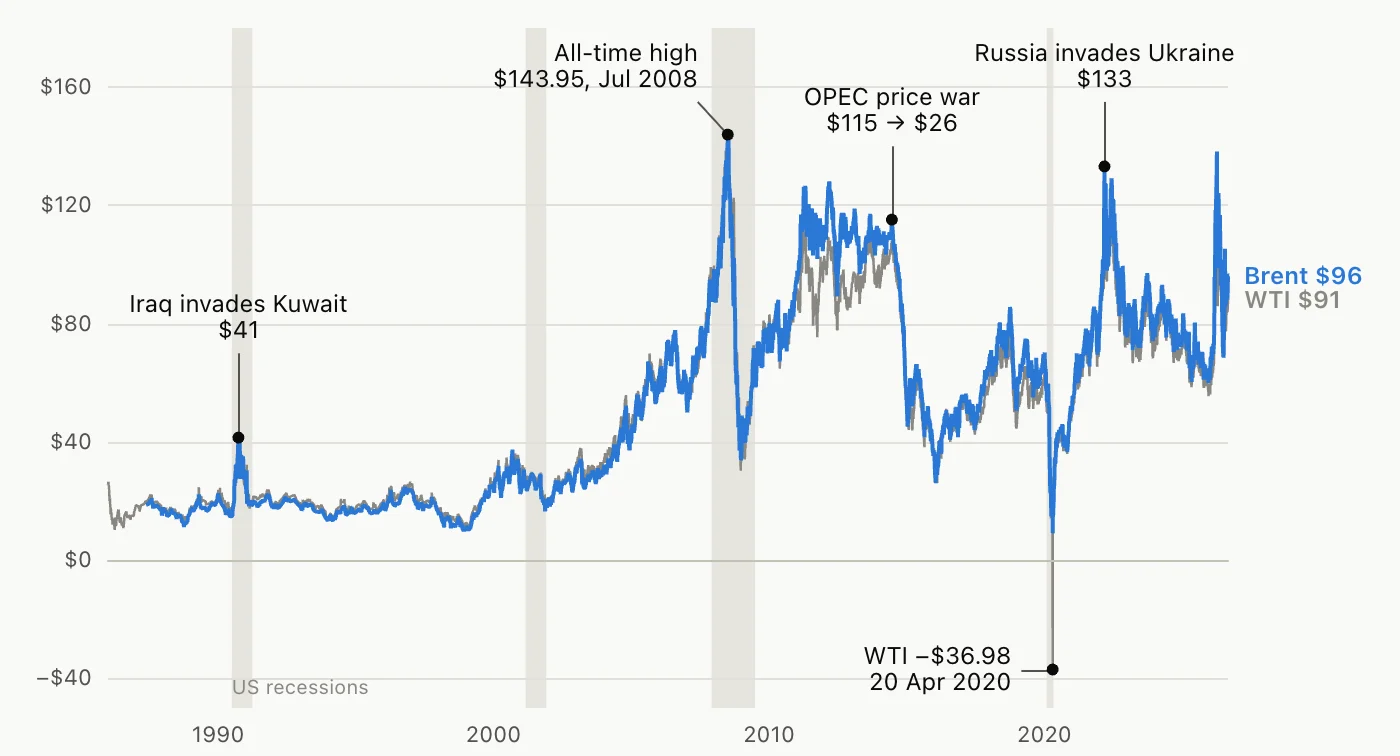 All-time high
$143.95, Jul 2008
Russia invades Ukraine
$133
$160
OPEC price war
$115 → $26
$120
Brent $96
WTI $91
Iraq invades Kuwait
$41
$80
$40
$0
WTI −$36.98
20 Apr 2020
−$40
US recessions
1990
2000
2010
2020